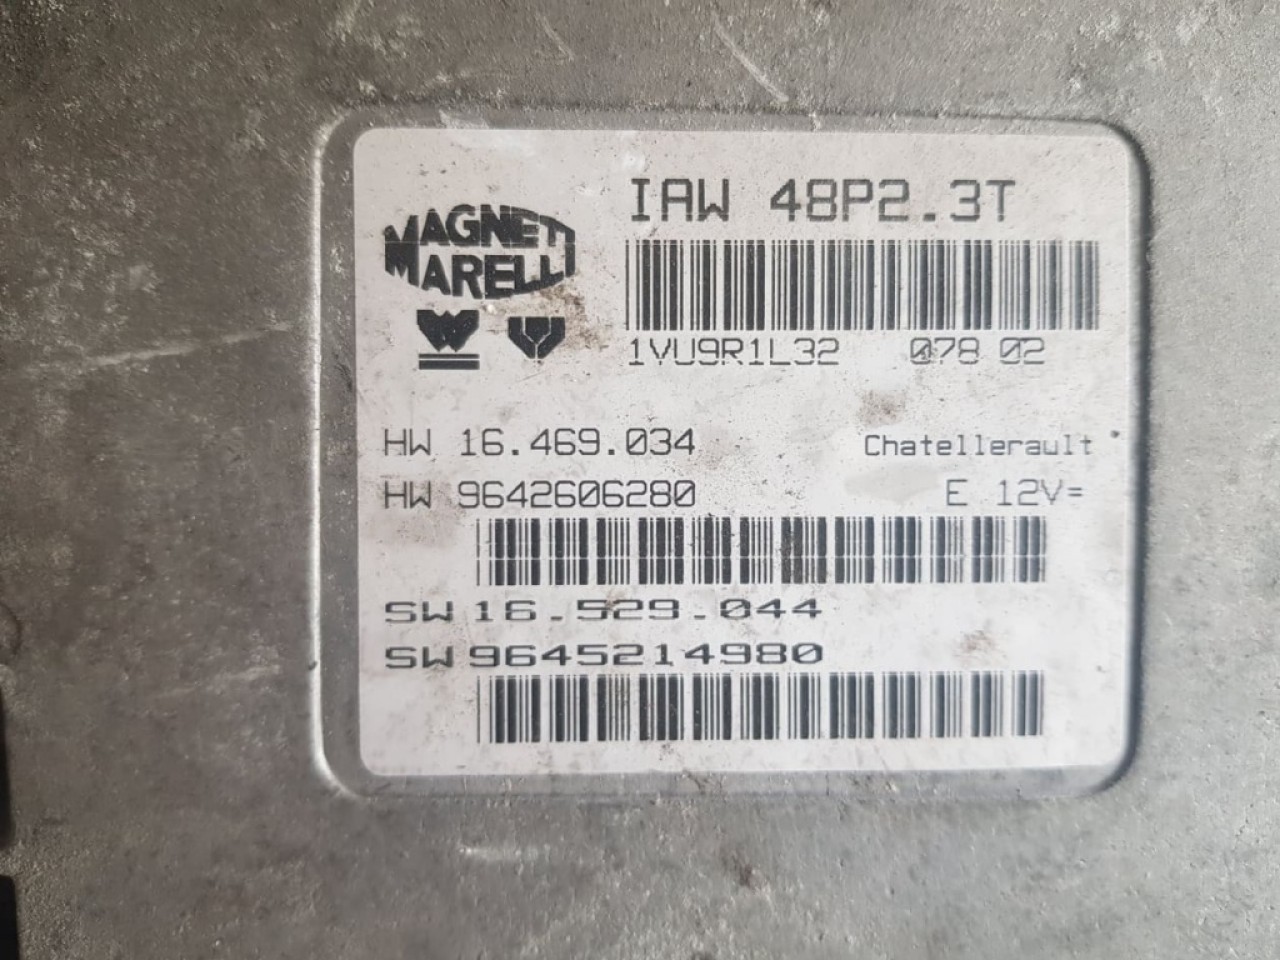 MAGNETI
MARELLI
IAW 48P2.3T
1VU9R1L32 078 02
HW 16.469.034 Chatellerault
HW 9642606280 E 12V=
SW 16.529.044
SW 9645214980